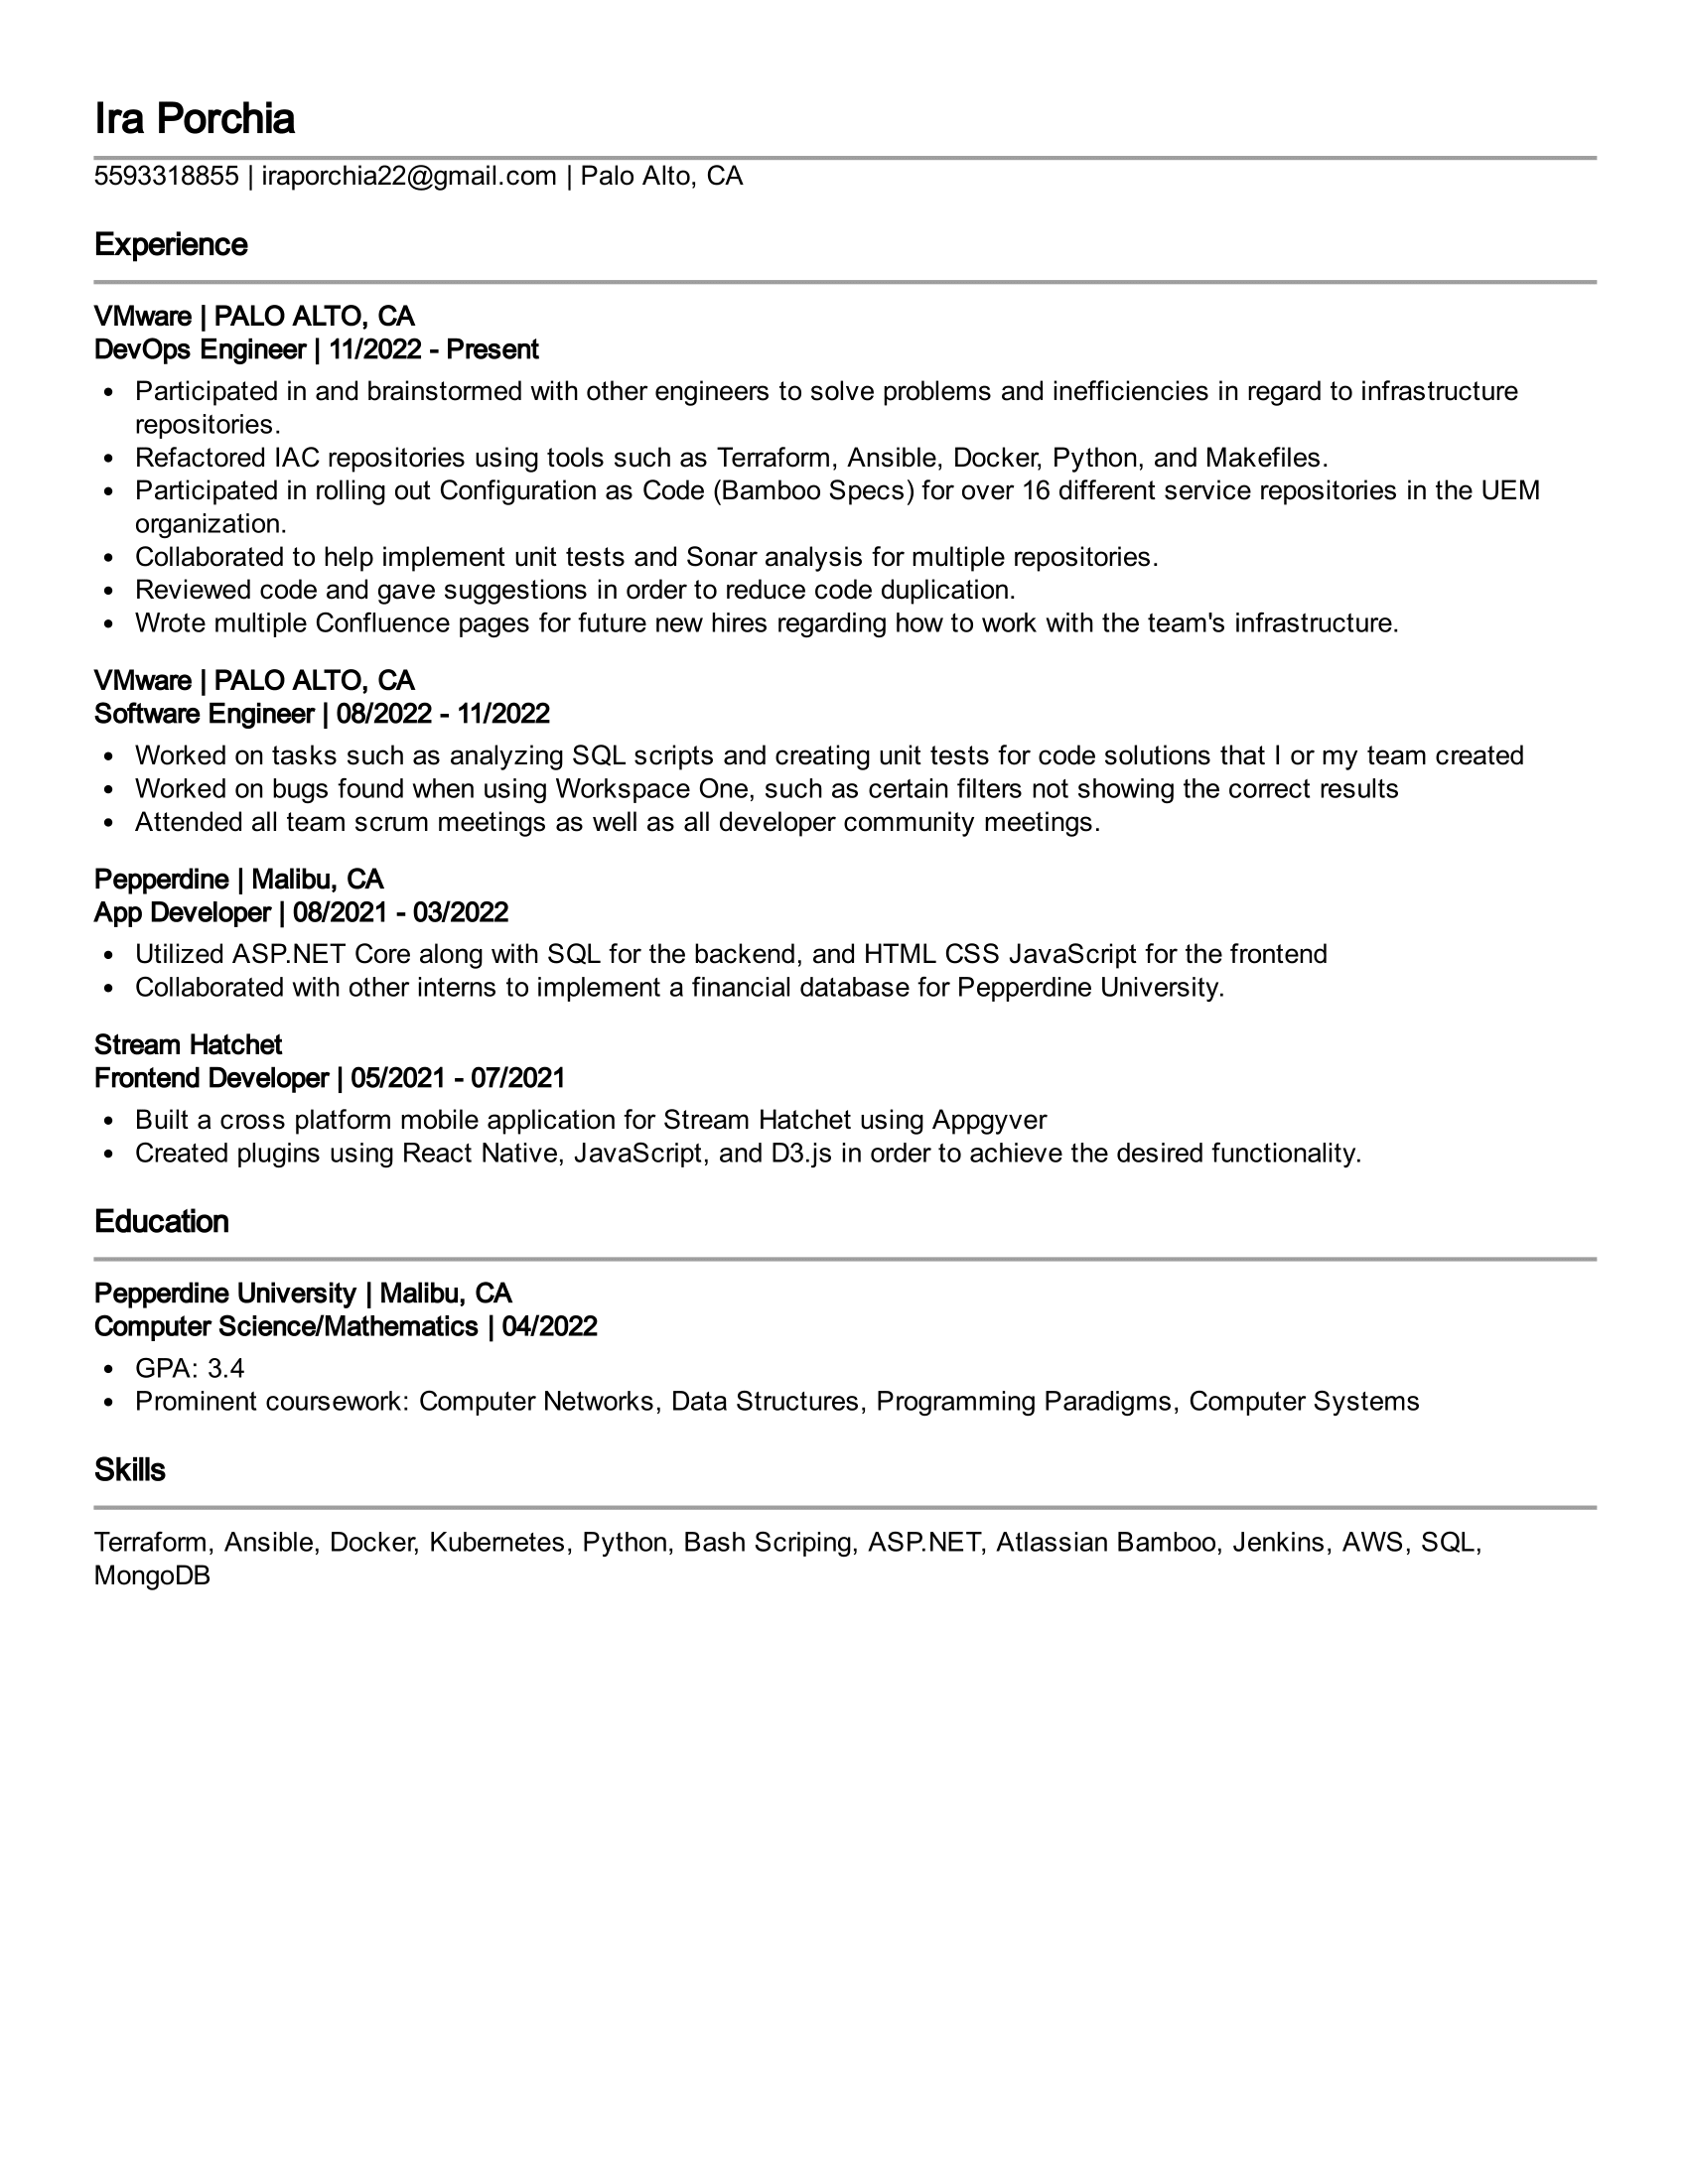 Ira Porchia
5593318855 | iraporchia22@gmail.com | Palo Alto, CA
Experience
VMware | PALO ALTO, CA
DevOps Engineer | 11/2022 - Present
• Participated in and brainstormed with other engineers to solve problems and inefficiencies in regard to infrastructure
repositories.
• Refactored IAC repositories using tools such as Terraform, Ansible, Docker, Python, and Makefiles.
• Participated in rolling out Configuration as Code (Bamboo Specs) for over 16 different service repositories in the UEM
organization.
• Collaborated to help implement unit tests and Sonar analysis for multiple repositories.
• Reviewed code and gave suggestions in order to reduce code duplication.
• Wrote multiple Confluence pages for future new hires regarding how to work with the team's infrastructure.
VMware | PALO ALTO, CA
Software Engineer | 08/2022 - 11/2022
• Worked on tasks such as analyzing SQL scripts and creating unit tests for code solutions that I or my team created
• Worked on bugs found when using Workspace One, such as certain filters not showing the correct results
• Attended all team scrum meetings as well as all developer community meetings.
Pepperdine | Malibu, CA
App Developer | 08/2021 - 03/2022
• Utilized ASP.NET Core along with SQL for the backend, and HTML CSS JavaScript for the frontend
• Collaborated with other interns to implement a financial database for Pepperdine University.
Stream Hatchet
Frontend Developer | 05/2021 - 07/2021
• Built a cross platform mobile application for Stream Hatchet using Appgyver
• Created plugins using React Native, JavaScript, and D3.js in order to achieve the desired functionality.
Education
Pepperdine University | Malibu, CA
Computer Science/Mathematics | 04/2022
• GPA: 3.4
• Prominent coursework: Computer Networks, Data Structures, Programming Paradigms, Computer Systems
Skills
Terraform, Ansible, Docker, Kubernetes, Python, Bash Scriping, ASP.NET, Atlassian Bamboo, Jenkins, AWS, SQL,
MongoDB